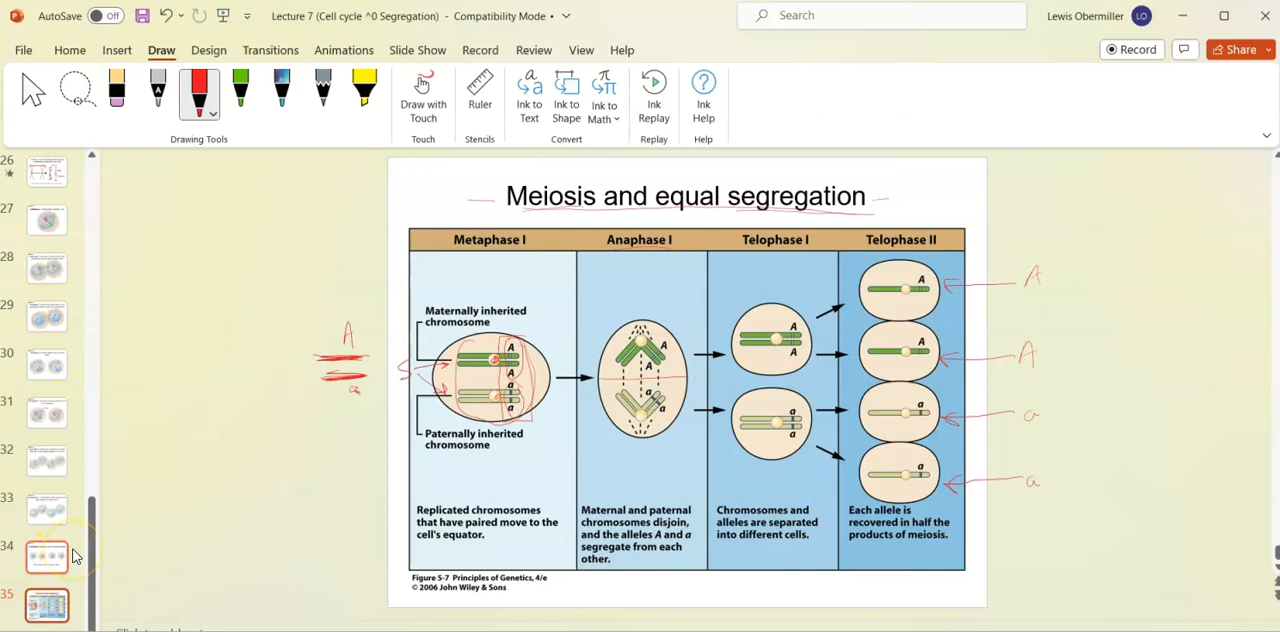 AutoSave Off Lecture 7 (Cell cycle ^0 Segregation) - Compatibility Mode Search Lewis Obermiller LO
File Home Insert Draw Design Transitions Animations Slide Show Record Review View Help Record Share
Draw with Touch
Ruler
Ink to Text
Ink to Shape
Ink to Math
Ink Replay
Ink Help
Drawing Tools Touch Stencils Convert Replay Help
26
27
28
29
30
31
32
33
34
35
Meiosis and equal segregation
Metaphase I Anaphase I Telophase I Telophase II
Maternally inherited
chromosome
A
A
a
a
Paternally inherited
chromosome
A
a
S
A
A
a
a
A
A
a
a
A
A
a
a
A
A
a
a
Replicated chromosomes
that have paired move to the
cell's equator.
Maternal and paternal
chromosomes disjoin,
and the alleles A and a
segregate from each
other.
Chromosomes and
alleles are separated
into different cells.
Each allele is
recovered in half the
products of meiosis.
Figure 5-7 Principles of Genetics, 4/e
© 2006 John Wiley & Sons